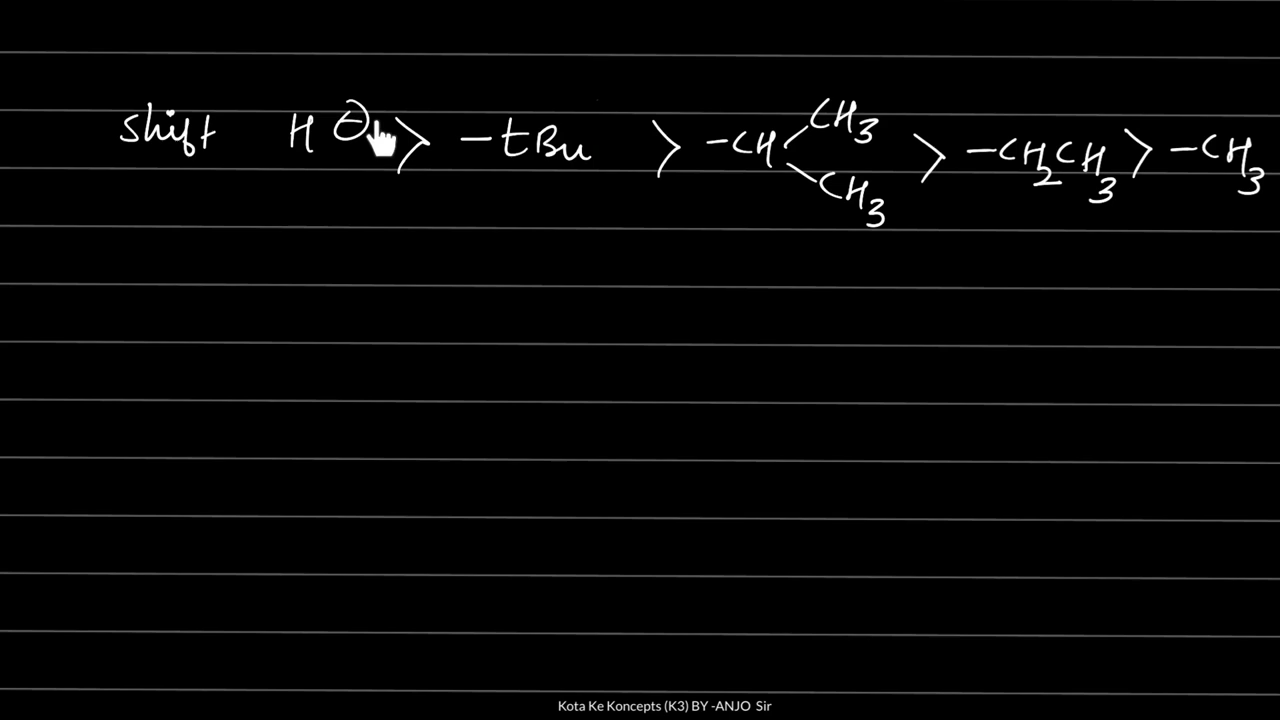 shift H⊖ > -tBu > -CH(CH3)CH3 > -CH2CH3 > -CH3
Kota Ke Koncepts (K3) BY -ANJO Sir